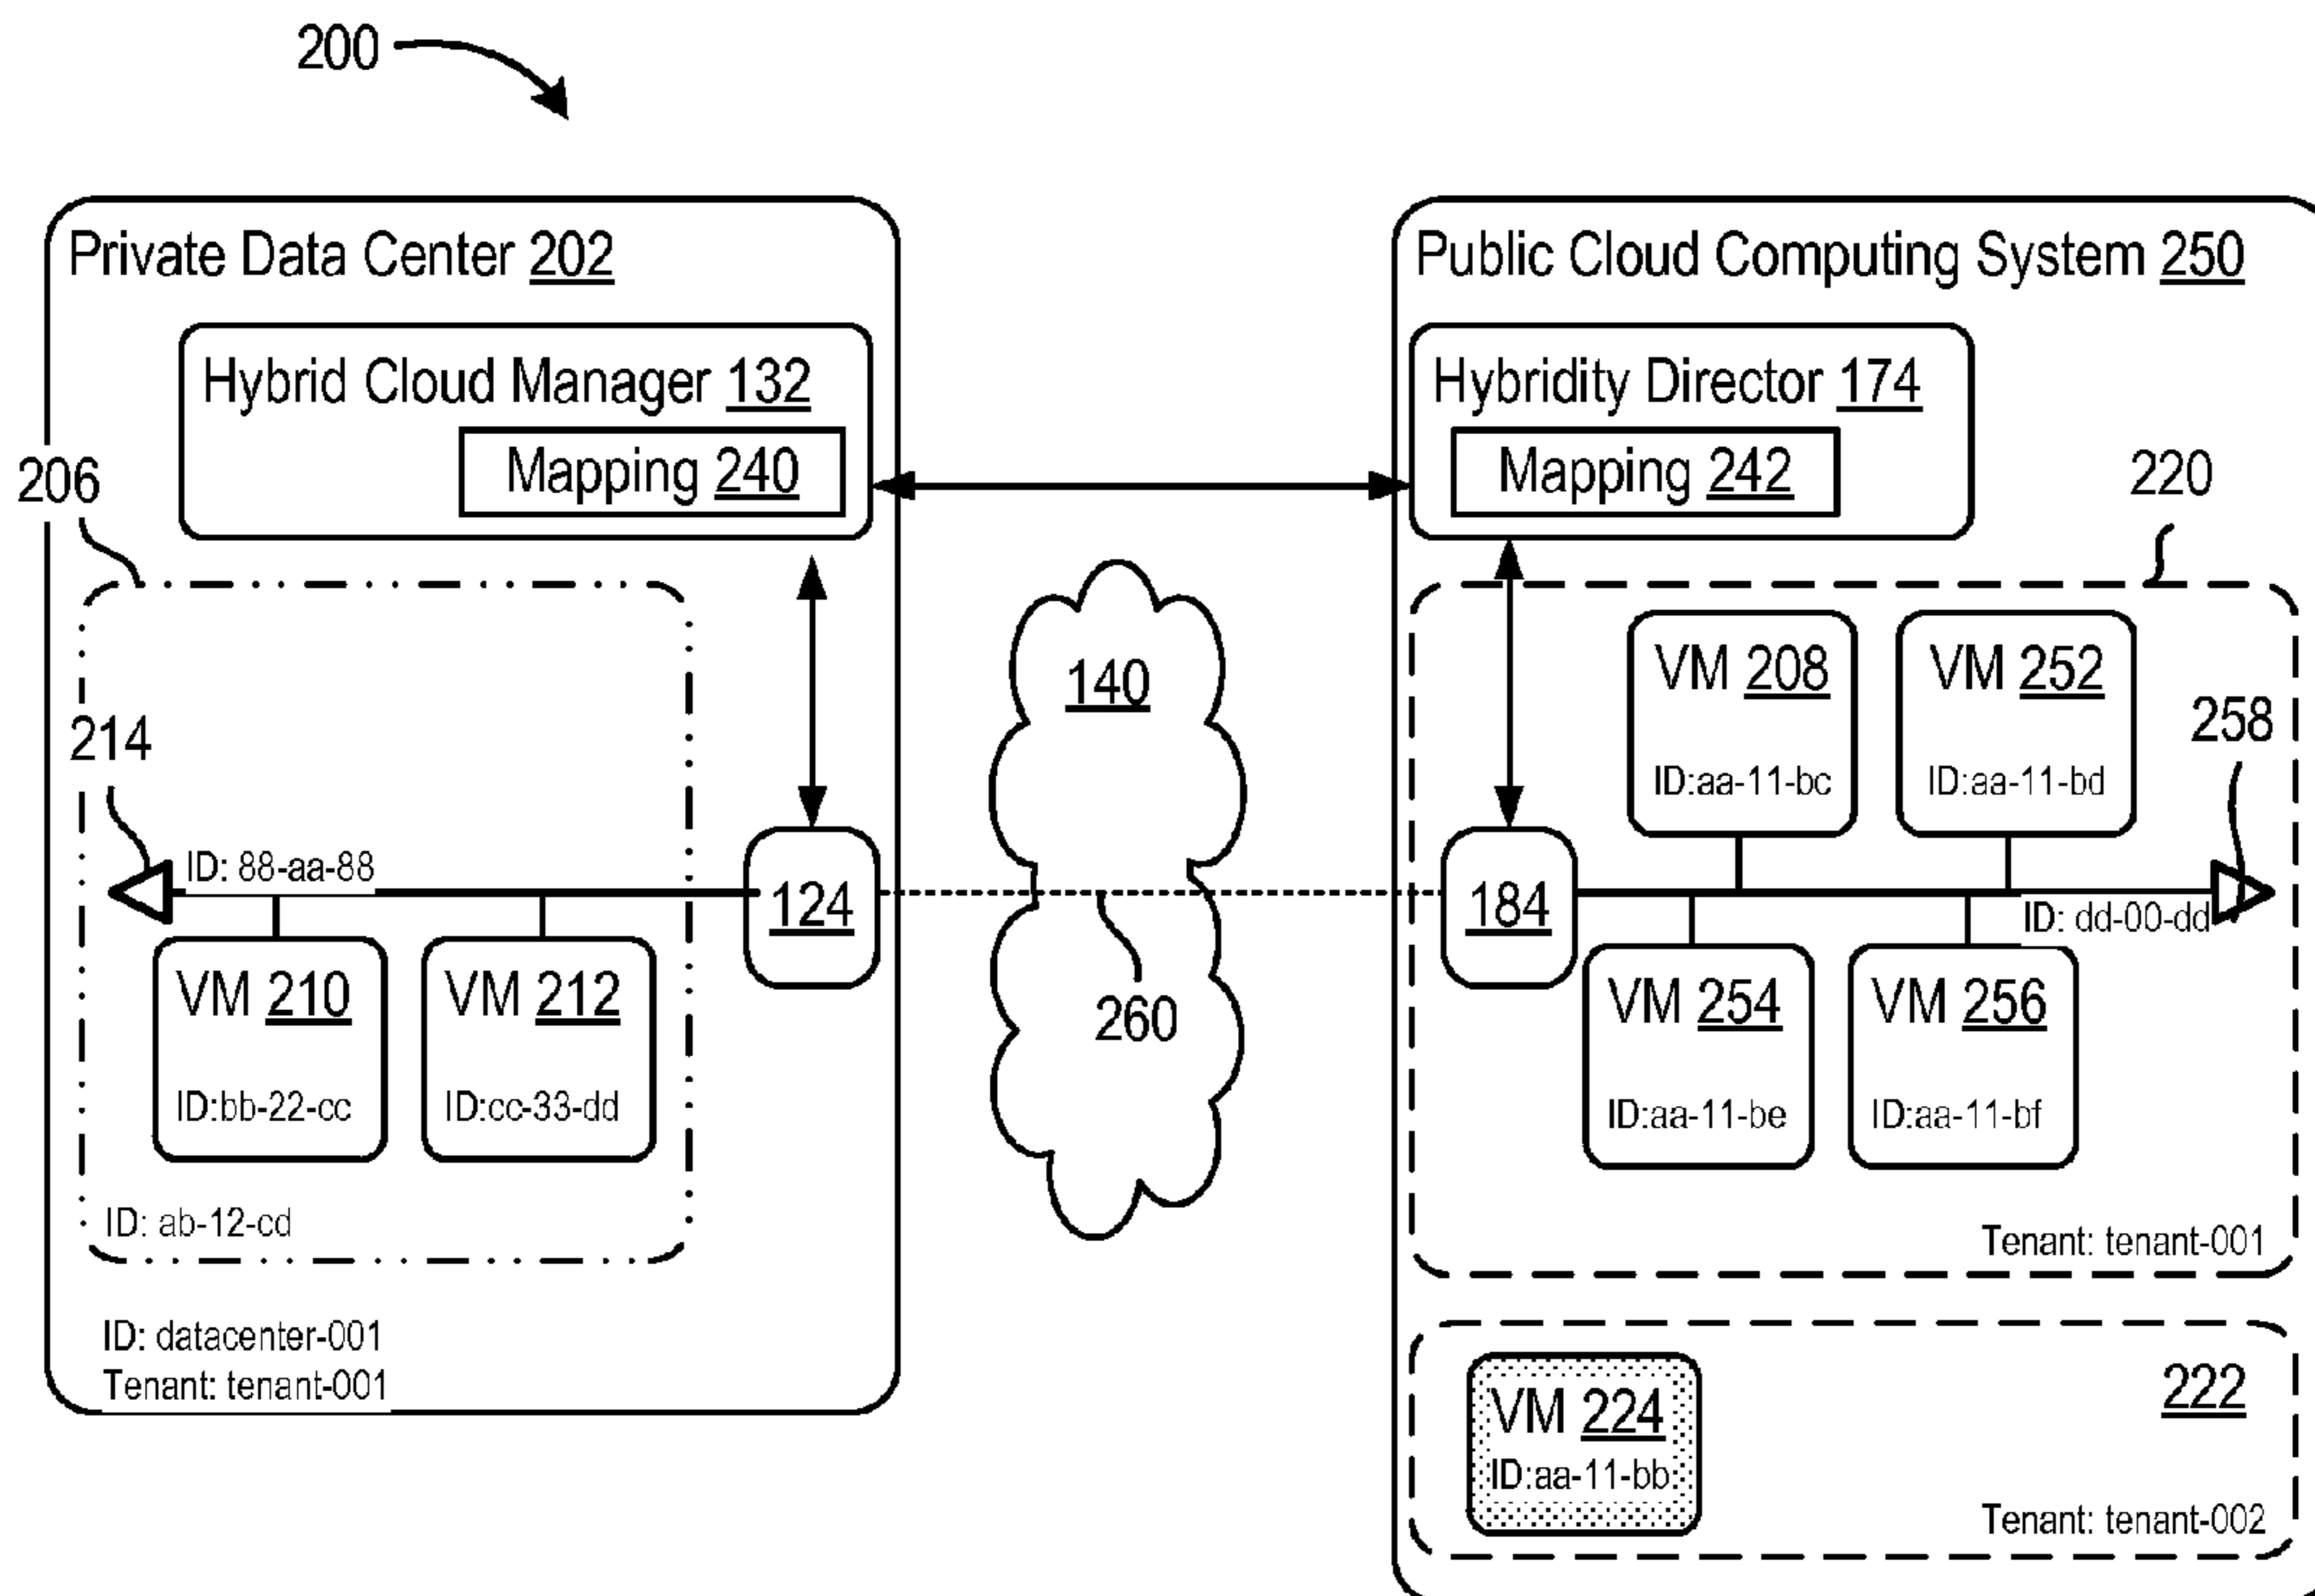 200
Private Data Center 202
Hybrid Cloud Manager 132
Mapping 240
206
214
ID: 88-aa-88
124
VM 210
ID:bb-22-cc
VM 212
ID:cc-33-dd
ID: ab-12-cd
ID: datacenter-001
Tenant: tenant-001
140
260
Public Cloud Computing System 250
Hybridity Director 174
Mapping 242
220
VM 208
ID:aa-11-bc
VM 252
ID:aa-11-bd
258
184
ID: dd-00-dd
VM 254
ID:aa-11-be
VM 256
ID:aa-11-bf
Tenant: tenant-001
222
VM 224
ID:aa-11-bb
Tenant: tenant-002